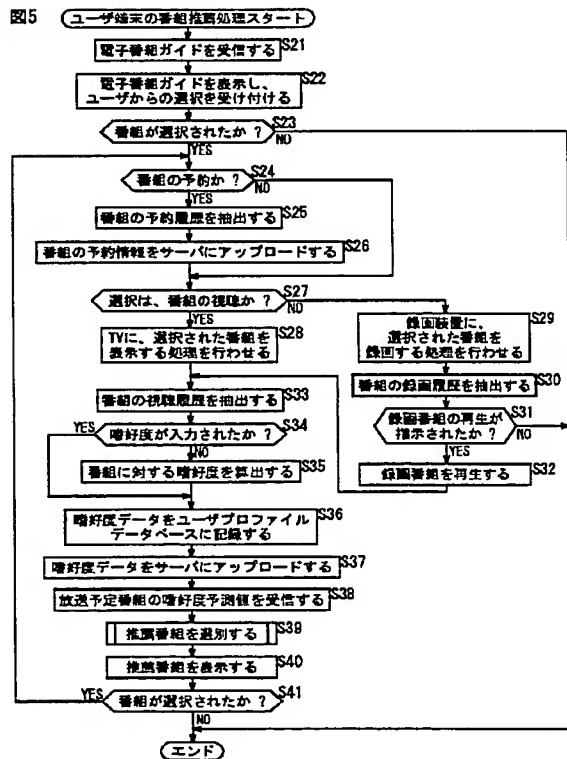 図5
ユーザ端末の番組推薦処理スタート
電子番組ガイドを受信する
S21
電子番組ガイドを表示し、
ユーザからの選択を受け付ける
S22
番組が選択されたか ?
S23
NO
YES
番組の予約か ?
S24
NO
YES
番組の予約履歴を抽出する
S25
番組の予約情報をサーバにアップロードする
S26
選択は、番組の視聴か ?
S27
NO
YES
TVに、選択された番組を
表示する処理を行わせる
S28
録画装置に、
選択された番組を
録画する処理を行わせる
S29
番組の録画履歴を抽出する
S30
録画番組の再生が
指示されたか ?
S31
NO
YES
録画番組を再生する
S32
番組の視聴履歴を抽出する
S33
YES
嗜好度が入力されたか ?
S34
NO
番組に対する嗜好度を算出する
S35
嗜好度データをユーザプロファイル
データベースに記録する
S36
嗜好度データをサーバにアップロードする
S37
放送予定番組の嗜好度予測値を受信する
S38
推薦番組を選別する
S39
推薦番組を表示する
S40
YES
番組が選択されたか ?
S41
NO
エンド